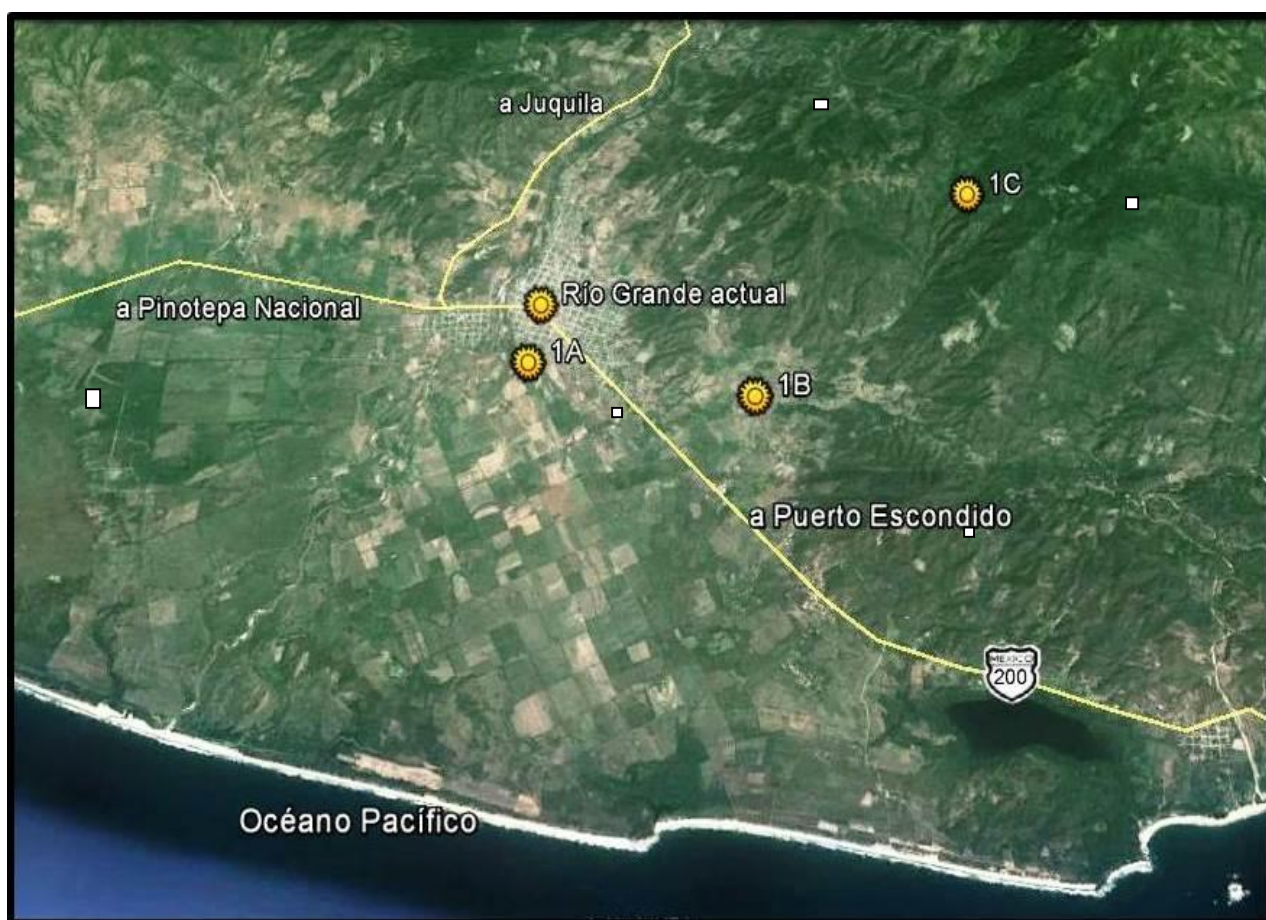 a Juquila
1C
Río Grande actual
a Pinotepa Nacional
1A
1B
a Puerto Escondido
MEXICO
200
Océano Pacífico